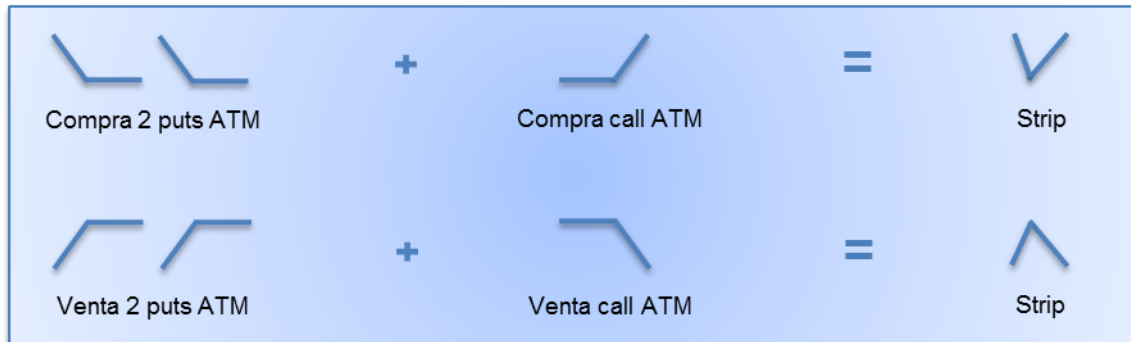 + =
Compra 2 puts ATM Compra call ATM Strip
+ =
Venta 2 puts ATM Venta call ATM Strip